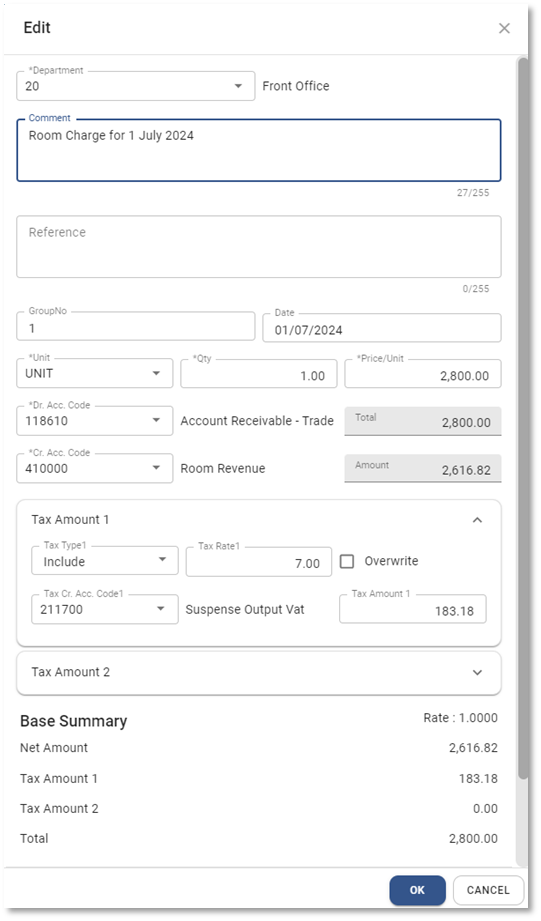 Edit
*Department
20 Front Office
Comment
Room Charge for 1 July 2024
27/255
Reference
0/255
GroupNo Date
1 01/07/2024
*Unit *Qty *Price/Unit
UNIT 1.00 2,800.00
*Dr. Acc. Code
118610 Account Receivable - Trade Total 2,800.00
*Cr. Acc. Code
410000 Room Revenue Amount 2,616.82
Tax Amount 1
Tax Type1 Tax Rate1
Include 7.00 Overwrite
Tax Cr. Acc. Code1 Tax Amount 1
211700 Suspense Output Vat 183.18
Tax Amount 2
Base Summary Rate : 1.0000
Net Amount 2,616.82
Tax Amount 1 183.18
Tax Amount 2 0.00
Total 2,800.00
OK CANCEL